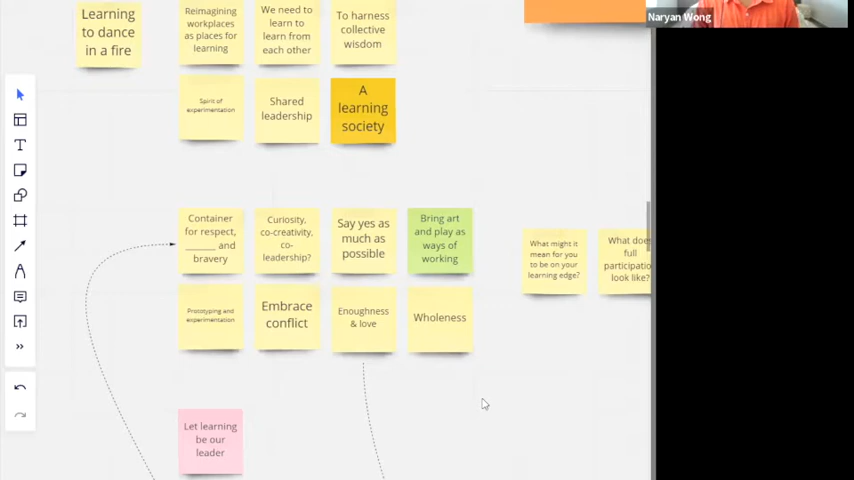 Naryan Wong
Learning
to dance
in a fire
Reimagining
workplaces
as places for
learning
We need to
learn to
learn from
each other
To harness
collective
wisdom
Spirit of
experimentation
Shared
leadership
A
learning
society
Container
for respect,
_______ and
bravery
Curiosity,
co-creativity,
co-
leadership?
Say yes as
much as
possible
Bring art
and play as
ways of
working
What might it
mean for you
to be on your
learning edge?
What does
full
participation
look like?
Prototyping and
experimentation
Embrace
conflict
Enoughness
& love
Wholeness
Let learning
be our
leader